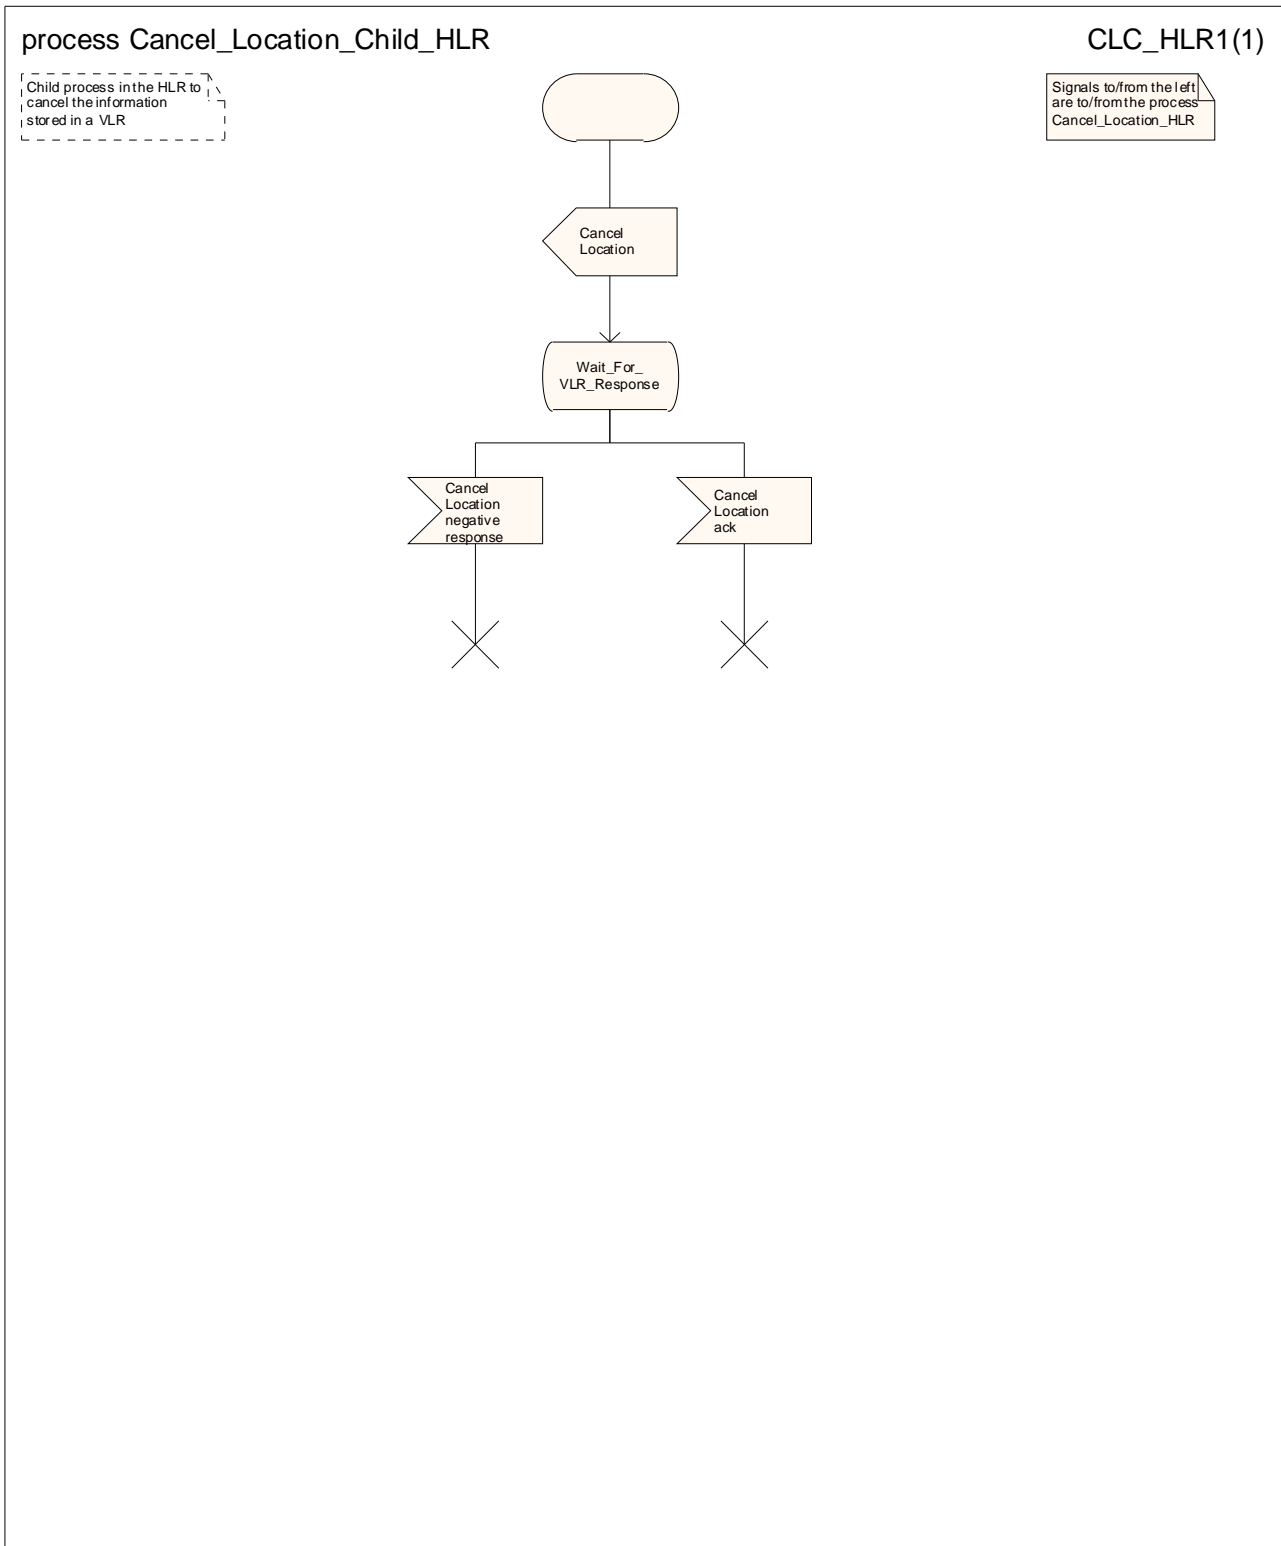 process Cancel_Location_Child_HLR
CLC_HLR1(1)
Child process in the HLR to
cancel the information
stored in a VLR
Signals to/from the left
are to/from the process
Cancel_Location_HLR
Cancel
Location
Wait_For_
VLR_Response
Cancel
Location
negative
response
Cancel
Location
ack